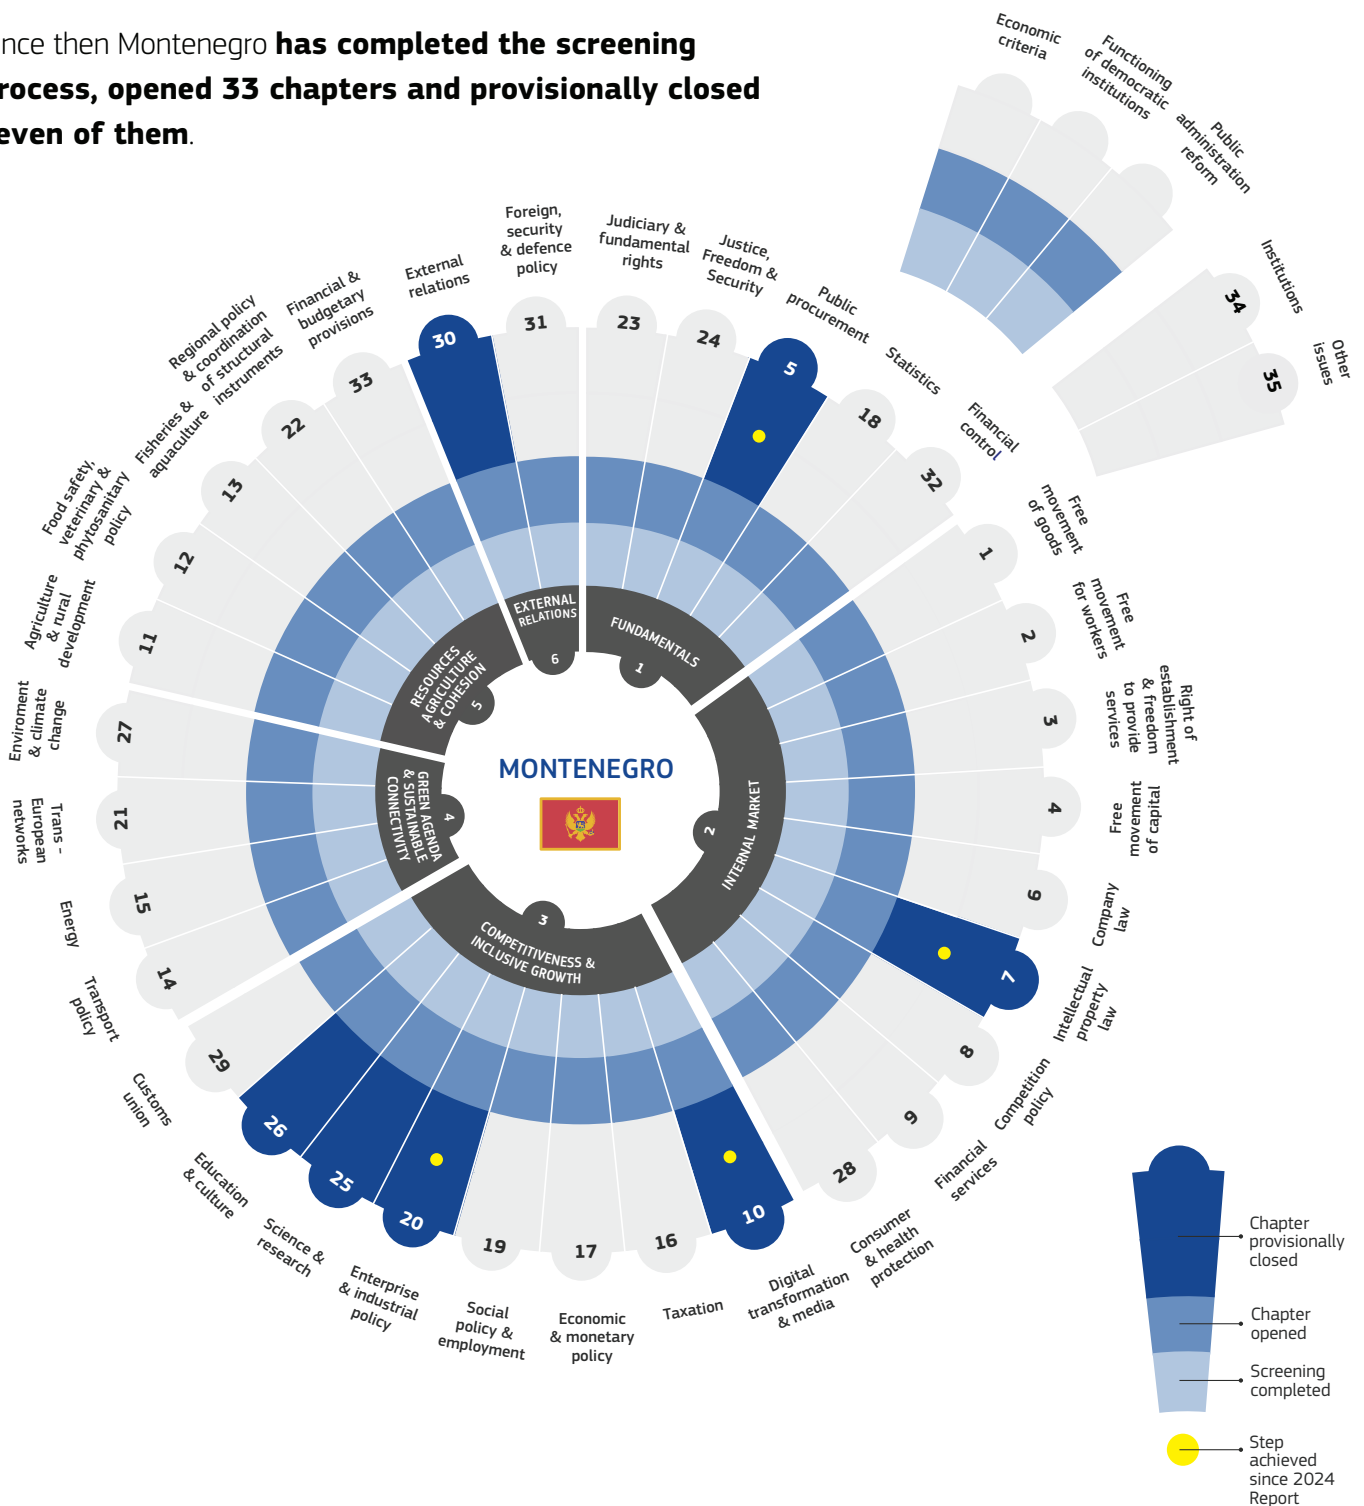 nce then Montenegro has completed the screening
rocess, opened 33 chapters and provisionally closed
even of them.
Economic
criteria
Functioning
of democratic
institutions
Public
administration
reform
34
Institutions
35
Other
issues
31
Foreign,
security
& defence
policy
23
Judiciary &
fundamental
rights
24
Justice,
Freedom &
Security
5
Public
procurement
18
Statistics
32
Financial
control
1
Free
movement
of goods
2
Free
movement
for workers
3
Right of
establishment
& freedom
to provide
services
4
Free
movement
of capital
6
Company
law
7
Intellectual
property
law
8
Competition
policy
9
Financial
services
28
Consumer
& health
protection
10
Digital
transformation
& media
16
Taxation
17
Economic
& monetary
policy
19
Social
policy &
employment
20
Enterprise
& industrial
policy
25
Science &
research
26
Education
& culture
29
Customs
union
14
Transport
policy
15
Energy
21
Trans -
European
networks
27
Enviroment
& climate
change
11
Agriculture
& rural
development
12
Food safety,
veterinary &
phytosanitary
policy
13
Fisheries &
aquaculture
22
Regional policy
& coordination
of structural
instruments
33
Financial &
budgetary
provisions
30
External
relations
FUNDAMENTALS
1
INTERNAL MARKET
2
COMPETITIVENESS &
INCLUSIVE GROWTH
3
GREEN AGENDA
& SUSTAINABLE
CONNECTIVITY
4
RESOURCES
AGRICULTURE
& COHESION
5
EXTERNAL
RELATIONS
6
MONTENEGRO
Chapter
provisionally
closed
Chapter
opened
Screening
completed
Step
achieved
since 2024
Report